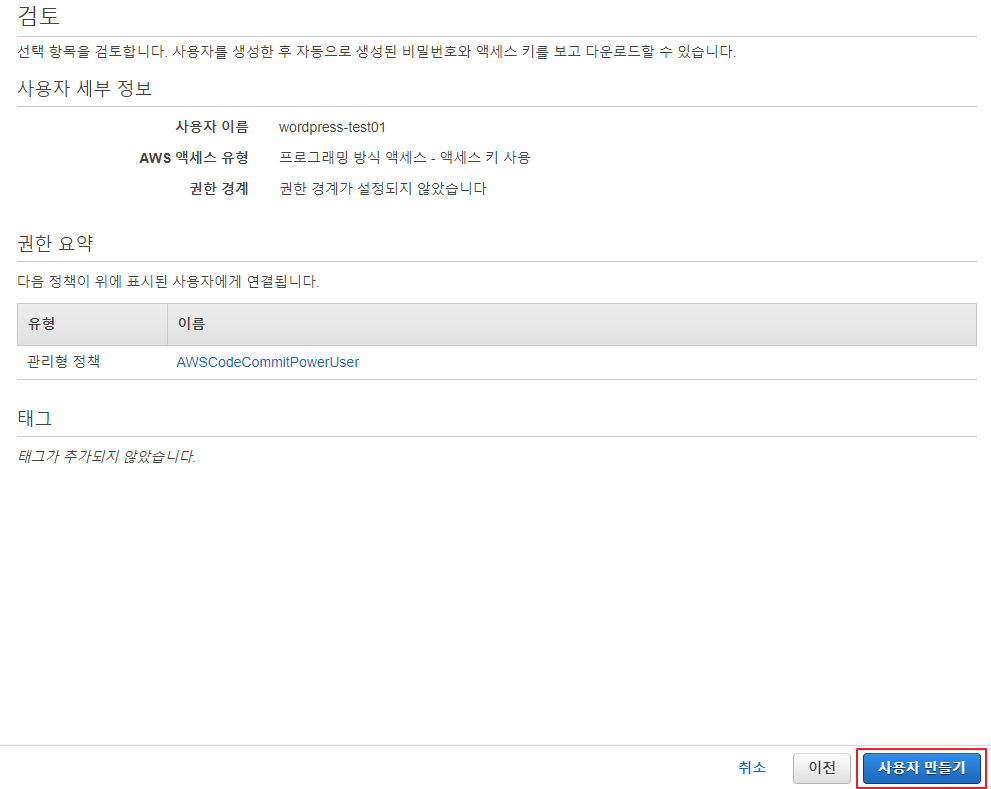 검토
선택 항목을 검토합니다. 사용자를 생성한 후 자동으로 생성된 비밀번호와 액세스 키를 보고 다운로드할 수 있습니다.
사용자 세부 정보
사용자 이름 wordpress-test01
AWS 액세스 유형 프로그래밍 방식 액세스 - 액세스 키 사용
권한 경계 권한 경계가 설정되지 않았습니다
권한 요약
다음 정책이 위에 표시된 사용자에게 연결됩니다.
유형 이름
관리형 정책 AWSCodeCommitPowerUser
태그
태그가 추가되지 않았습니다.
취소 이전 사용자 만들기